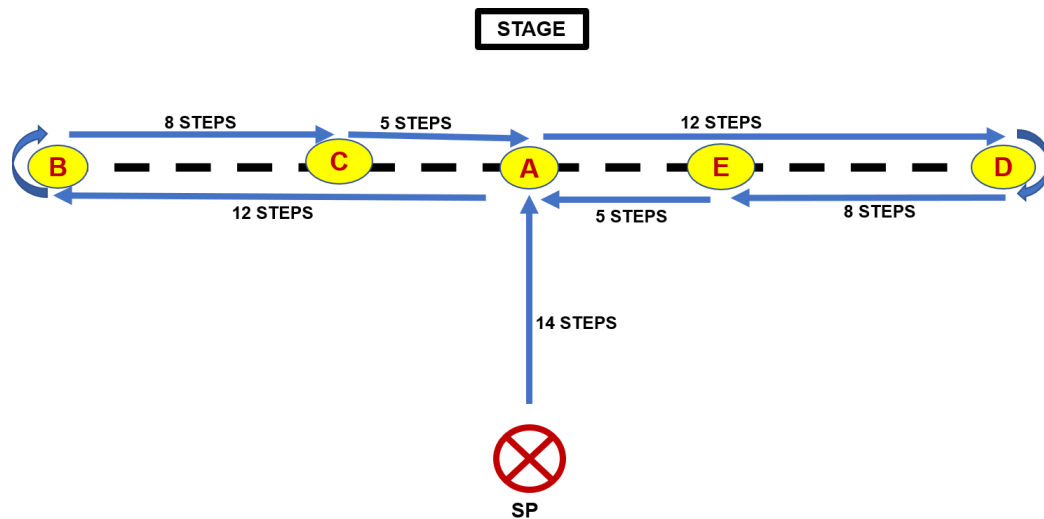 STAGE
8 STEPS
5 STEPS
12 STEPS
B
C
A
E
D
12 STEPS
5 STEPS
8 STEPS
14 STEPS
SP